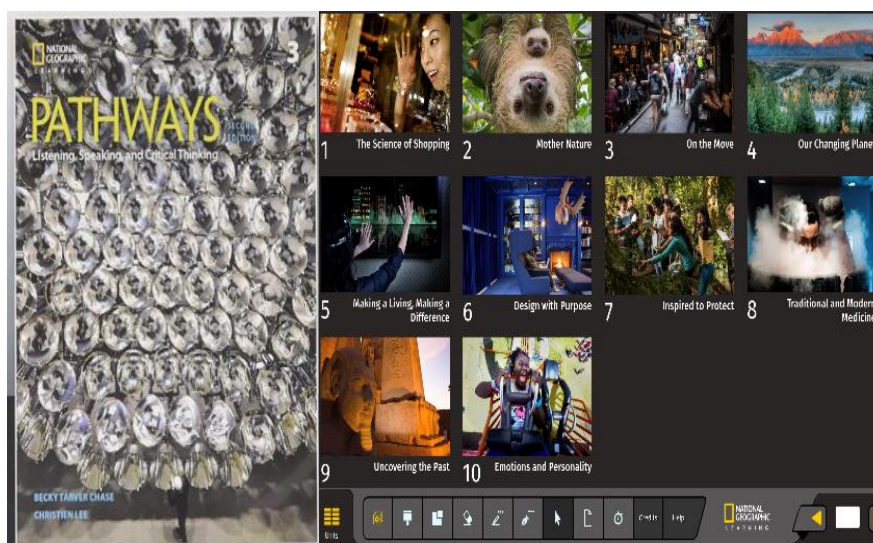 NATIONAL
GEOGRAPHIC
LEARNING
3
PATHWAYS
SECOND
EDITION
Listening, Speaking, and Critical Thinking
BECKY TARVER CHASE
CHRISTIEN LEE
1 The Science of Shopping
2 Mother Nature
3 On the Move
4 Our Changing Planet
5 Making a Living, Making a
Difference
6 Design with Purpose
7 Inspired to Protect
8 Traditional and Modern
Medicine
9 Uncovering the Past
10 Emotions and Personality
Units
Credits
Help
NATIONAL
GEOGRAPHIC
LEARNING